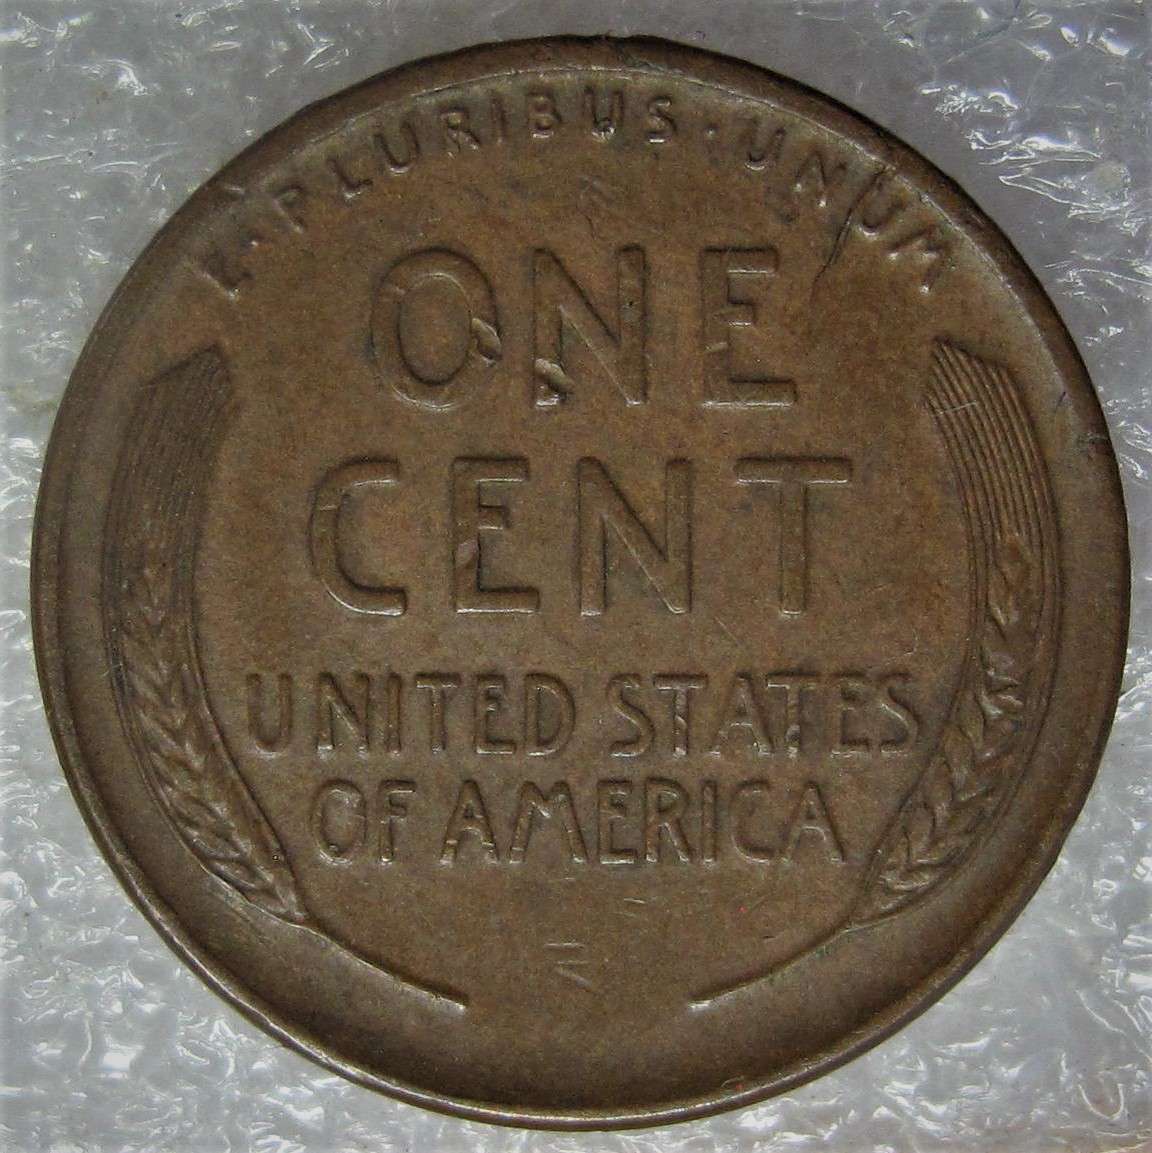 E·PLURIBUS·UNUM
ONE
CENT
UNITED STATES
OF AMERICA